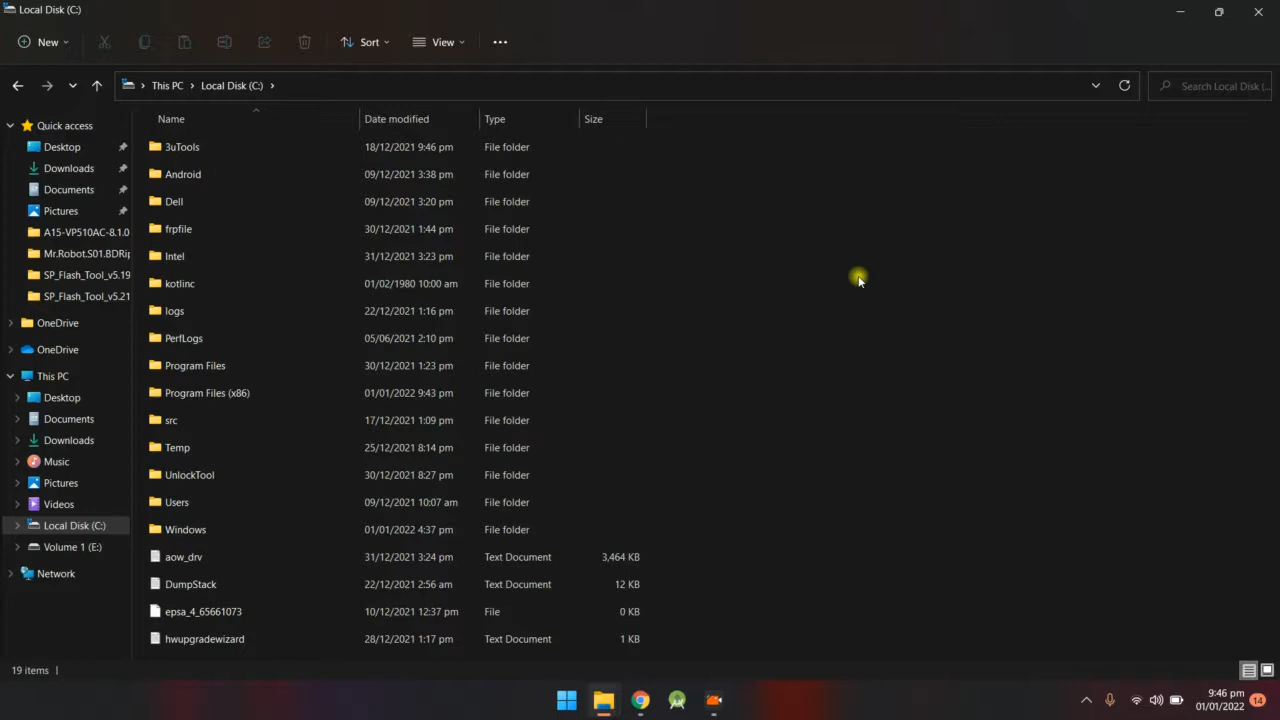 Local Disk (C:)
New
Sort
View
This PC > Local Disk (C:) >
Search Local Disk (...
Name Date modified Type Size
Quick access
Desktop
Downloads
Documents
Pictures
A15-VP510AC-8.1.0
Mr.Robot.S01.BDRip
SP_Flash_Tool_v5.19
SP_Flash_Tool_v5.21
OneDrive
OneDrive
This PC
Desktop
Documents
Downloads
Music
Pictures
Videos
Local Disk (C:)
Volume 1 (E:)
Network
3uTools 18/12/2021 9:46 pm File folder
Android 09/12/2021 3:38 pm File folder
Dell 09/12/2021 3:20 pm File folder
frpfile 30/12/2021 1:44 pm File folder
Intel 31/12/2021 3:23 pm File folder
kotlinc 01/02/1980 10:00 am File folder
logs 22/12/2021 1:16 pm File folder
PerfLogs 05/06/2021 2:10 pm File folder
Program Files 30/12/2021 1:23 pm File folder
Program Files (x86) 01/01/2022 9:43 pm File folder
src 17/12/2021 1:09 pm File folder
Temp 25/12/2021 8:14 pm File folder
UnlockTool 30/12/2021 8:27 pm File folder
Users 09/12/2021 10:07 am File folder
Windows 01/01/2022 4:37 pm File folder
aow_drv 31/12/2021 3:24 pm Text Document 3,464 KB
DumpStack 22/12/2021 2:56 am Text Document 12 KB
epsa_4_65661073 10/12/2021 12:37 pm File 0 KB
hwupgradewizard 28/12/2021 1:17 pm Text Document 1 KB
19 items
9:46 pm
01/01/2022
14